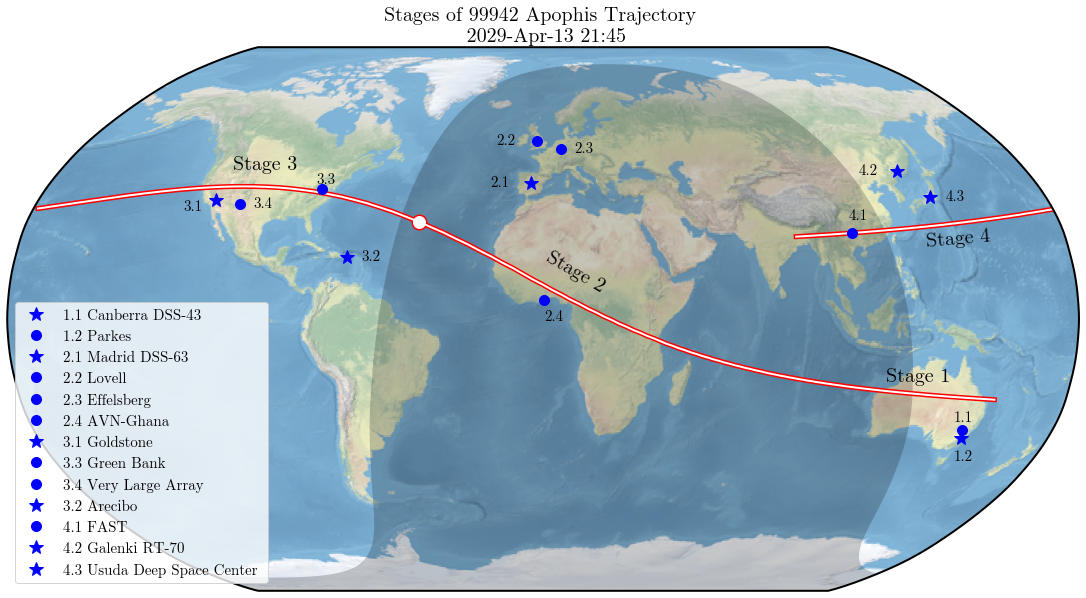 Stages of 99942 Apophis Trajectory
2029-Apr-13 21:45
2.2
2.3
Stage 3
3.3
2.1
4.2
3.1
3.4
4.3
4.1
Stage 4
3.2
Stage 2
2.4
Stage 1
1.1
1.2
1.1 Canberra DSS-43
1.2 Parkes
2.1 Madrid DSS-63
2.2 Lovell
2.3 Effelsberg
2.4 AVN-Ghana
3.1 Goldstone
3.3 Green Bank
3.4 Very Large Array
3.2 Arecibo
4.1 FAST
4.2 Galenki RT-70
4.3 Usuda Deep Space Center